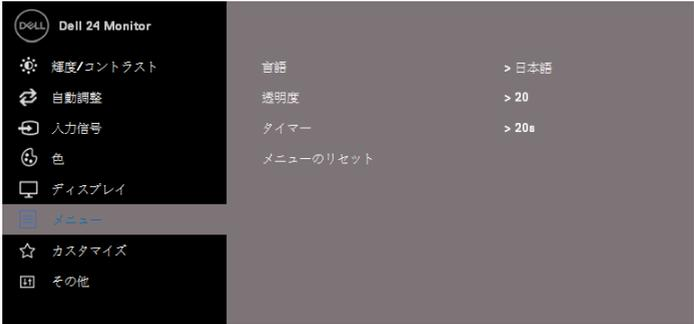 DELL Dell 24 Monitor
輝度/コントラスト
自動調整
入力信号
色
ディスプレイ
メニュー
カスタマイズ
その他
言語 > 日本語
透明度 > 20
タイマー > 20s
メニューのリセット